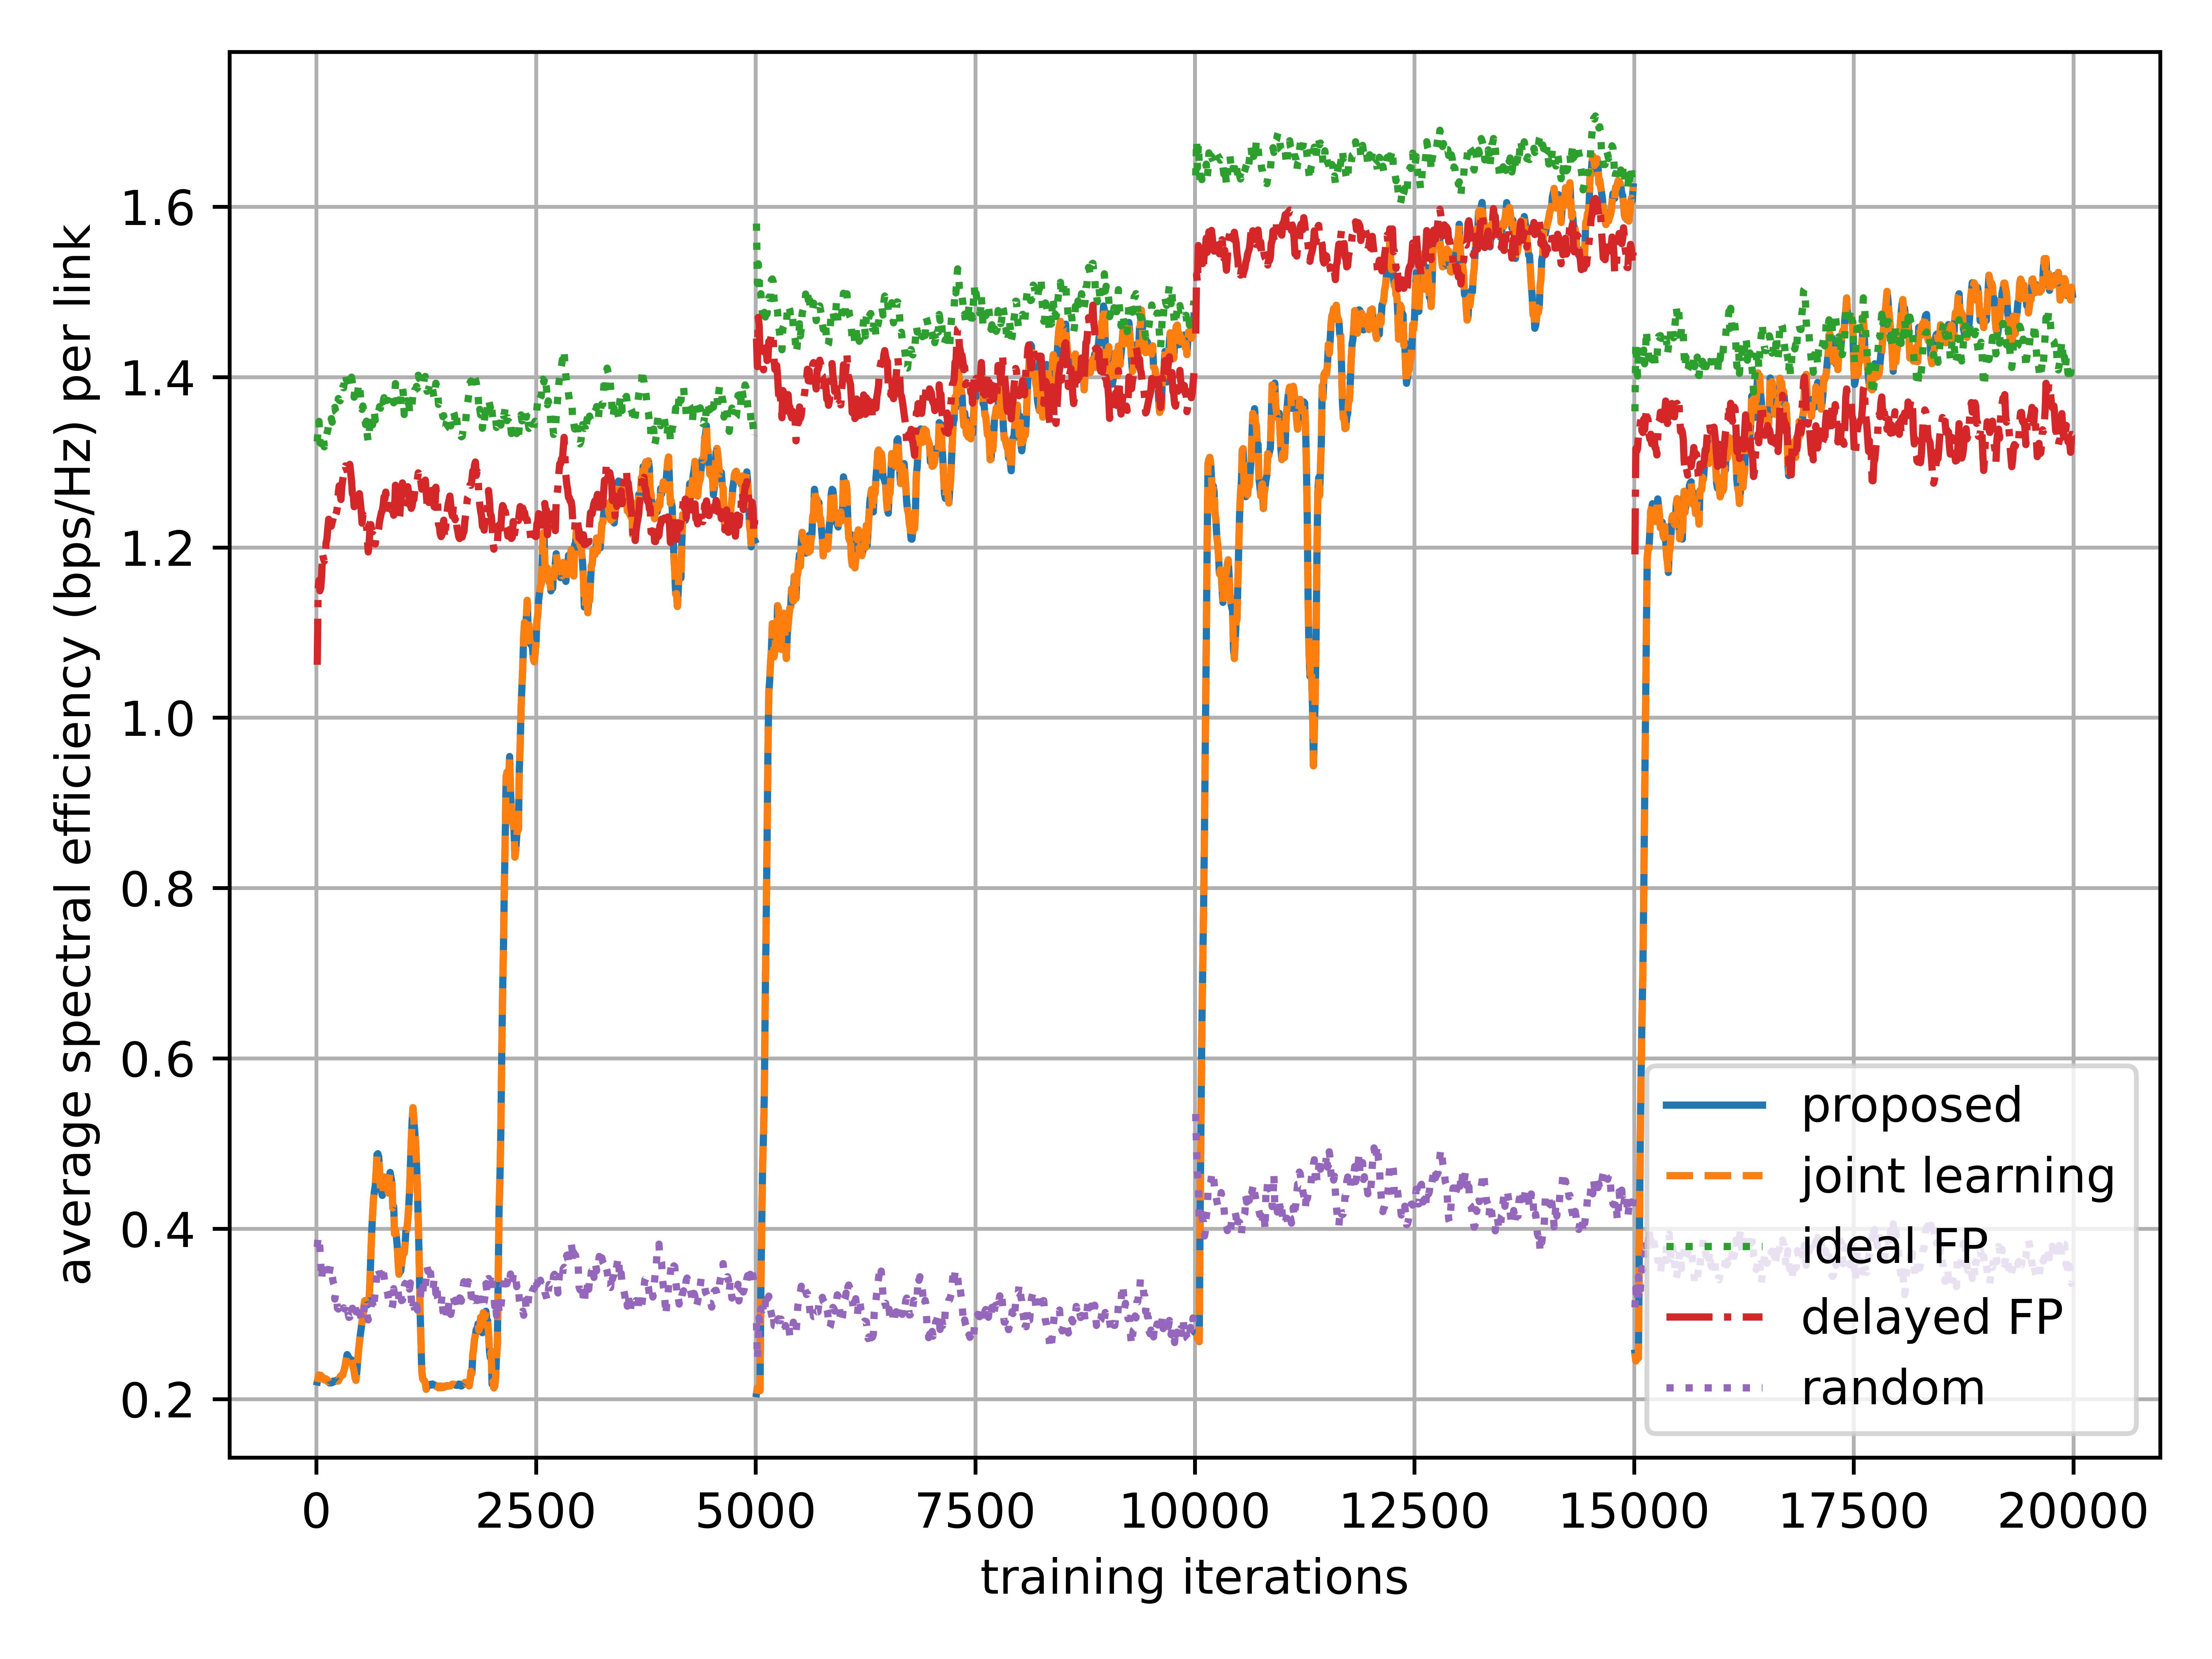 average spectral efficiency (bps/Hz) per link
1.6
1.4
1.2
1.0
0.8
0.6
0.4
0.2
proposed
joint learning
ideal FP
delayed FP
random
0 2500 5000 7500 10000 12500 15000 17500 20000
training iterations